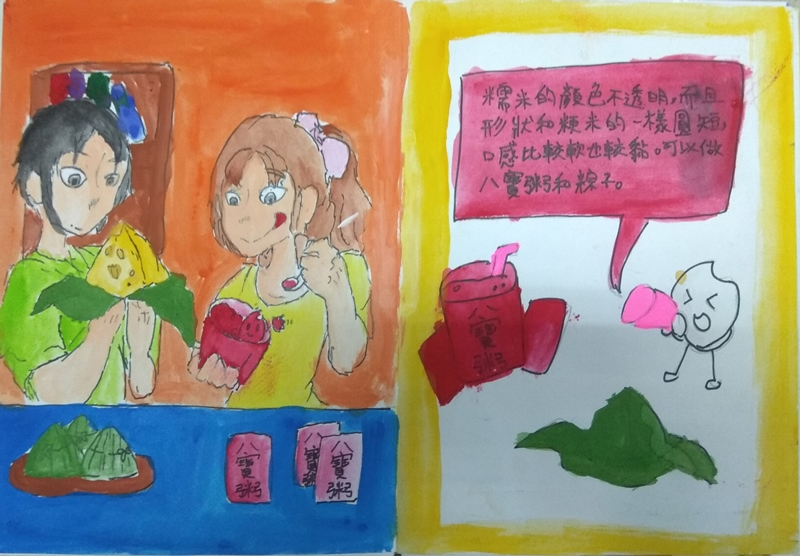 糯米的顏色不透明,而且
形狀和粳米的一樣圓短,
口感比較軟也較黏。可以做
八寶粥和粽子。
八寶粥
八寶粥
八寶粥
八寶粥